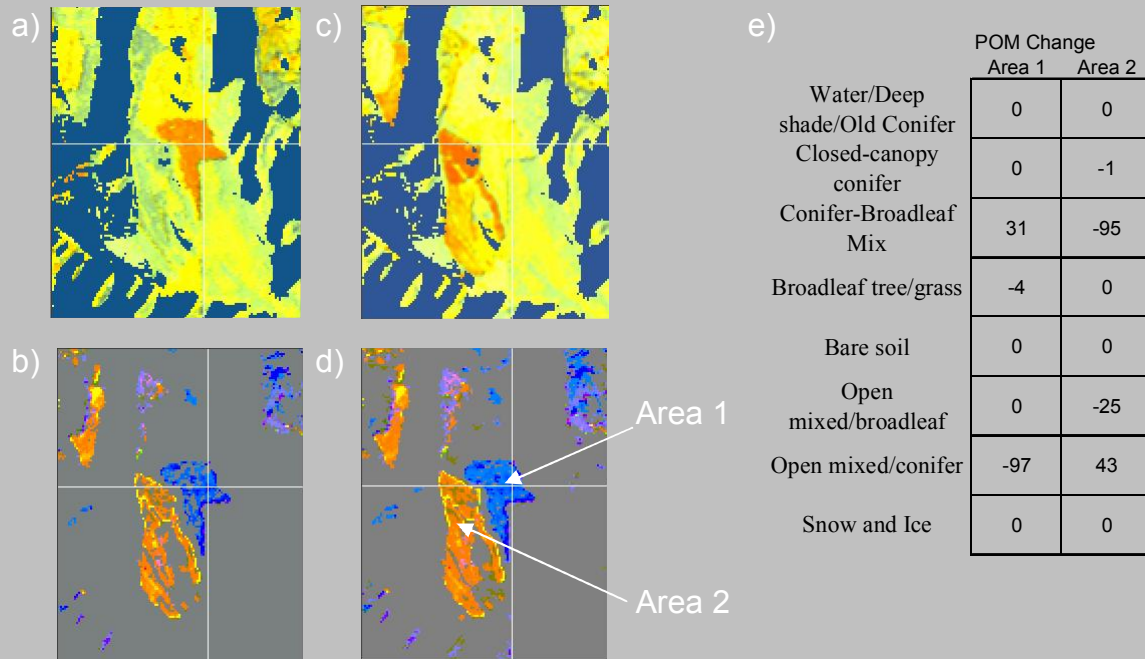 a)
c)
b)
d)
Area 1
Area 2
e)
POM Change
Area 1 Area 2
Water/Deep
shade/Old Conifer
0 0
Closed-canopy
conifer
0 -1
Conifer-Broadleaf
Mix
31 -95
Broadleaf tree/grass
-4 0
Bare soil
0 0
Open
mixed/broadleaf
0 -25
Open mixed/conifer
-97 43
Snow and Ice
0 0